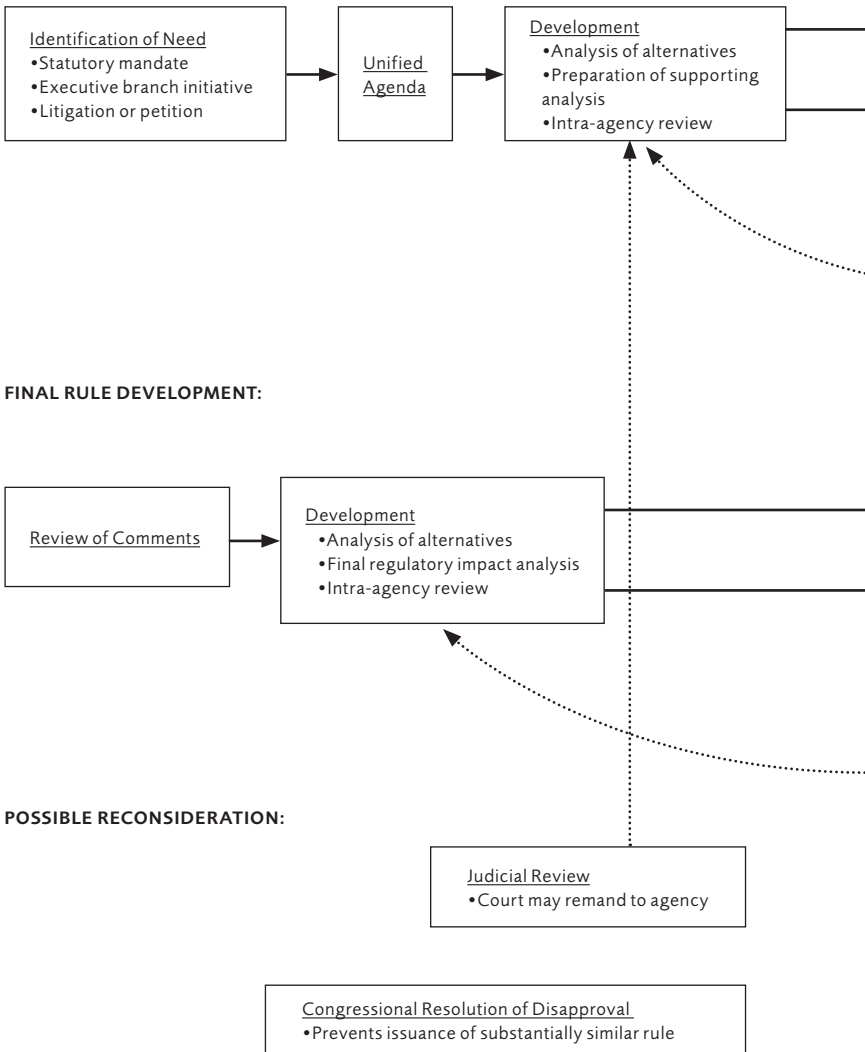 Identification of Need
•Statutory mandate
•Executive branch initiative
•Litigation or petition
Unified
Agenda
Development
•Analysis of alternatives
•Preparation of supporting
analysis
•Intra-agency review
FINAL RULE DEVELOPMENT:
Review of Comments
Development
•Analysis of alternatives
•Final regulatory impact analysis
•Intra-agency review
POSSIBLE RECONSIDERATION:
Judicial Review
•Court may remand to agency
Congressional Resolution of Disapproval
•Prevents issuance of substantially similar rule